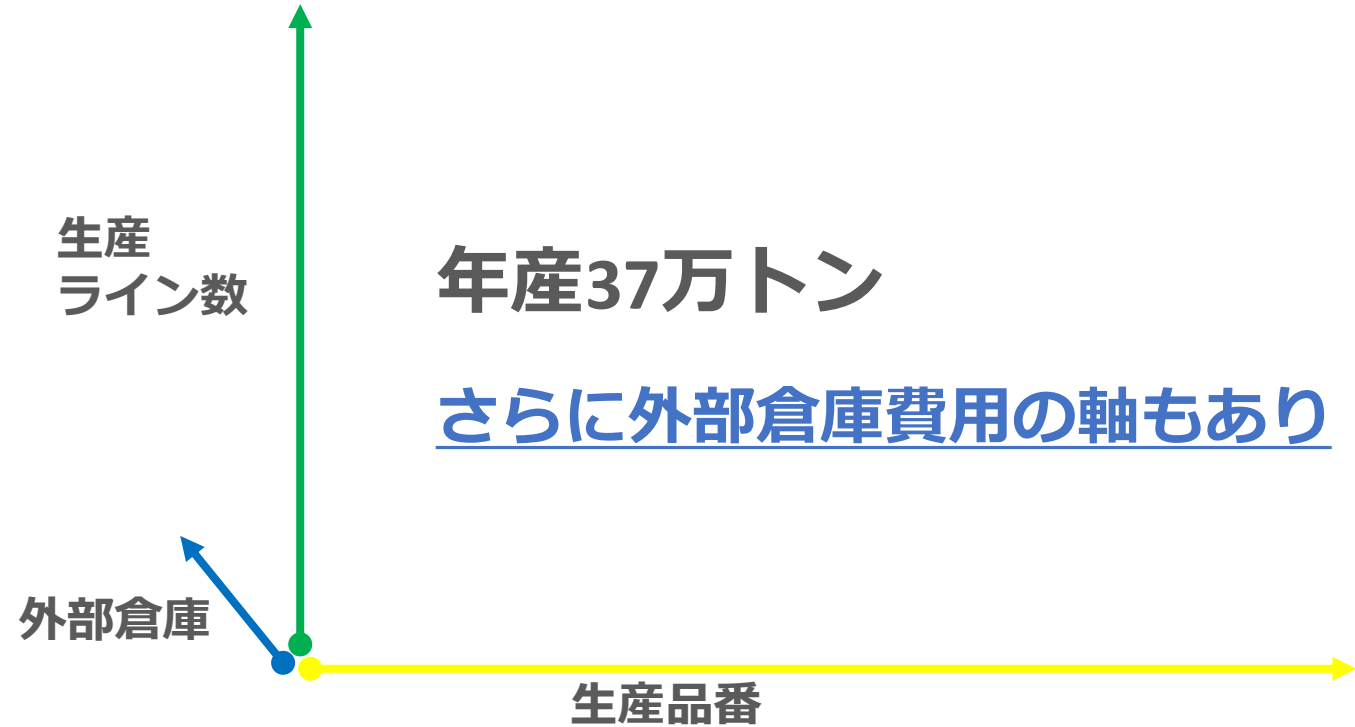 生産
ライン数
年産37万トン
さらに外部倉庫費用の軸もあり
外部倉庫
生産品番